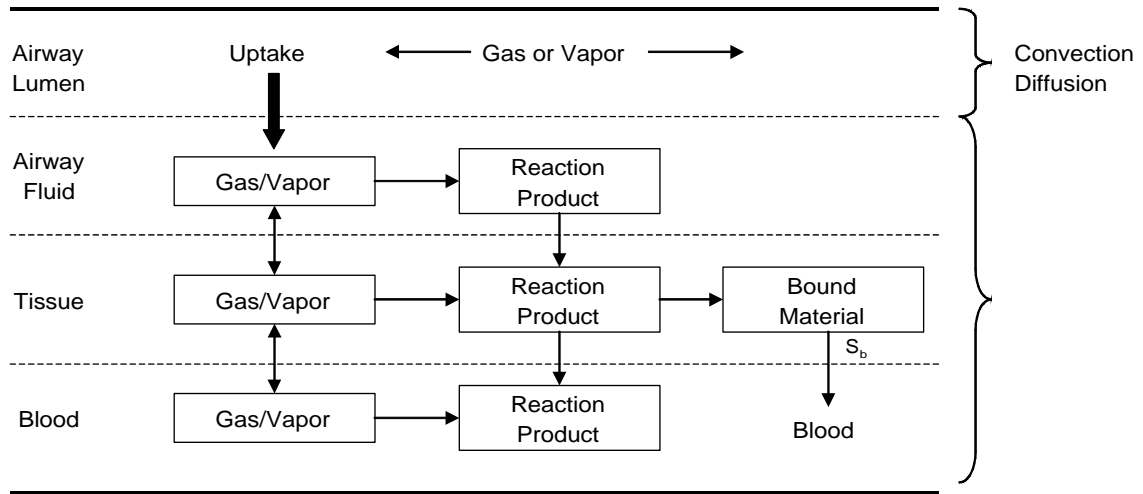 Airway
Lumen
Uptake
Gas or Vapor
Convection
Diffusion
Airway
Fluid
Gas/Vapor
Reaction
Product
Tissue
Gas/Vapor
Reaction
Product
Bound
Material
S_b
Blood
Gas/Vapor
Reaction
Product
Blood